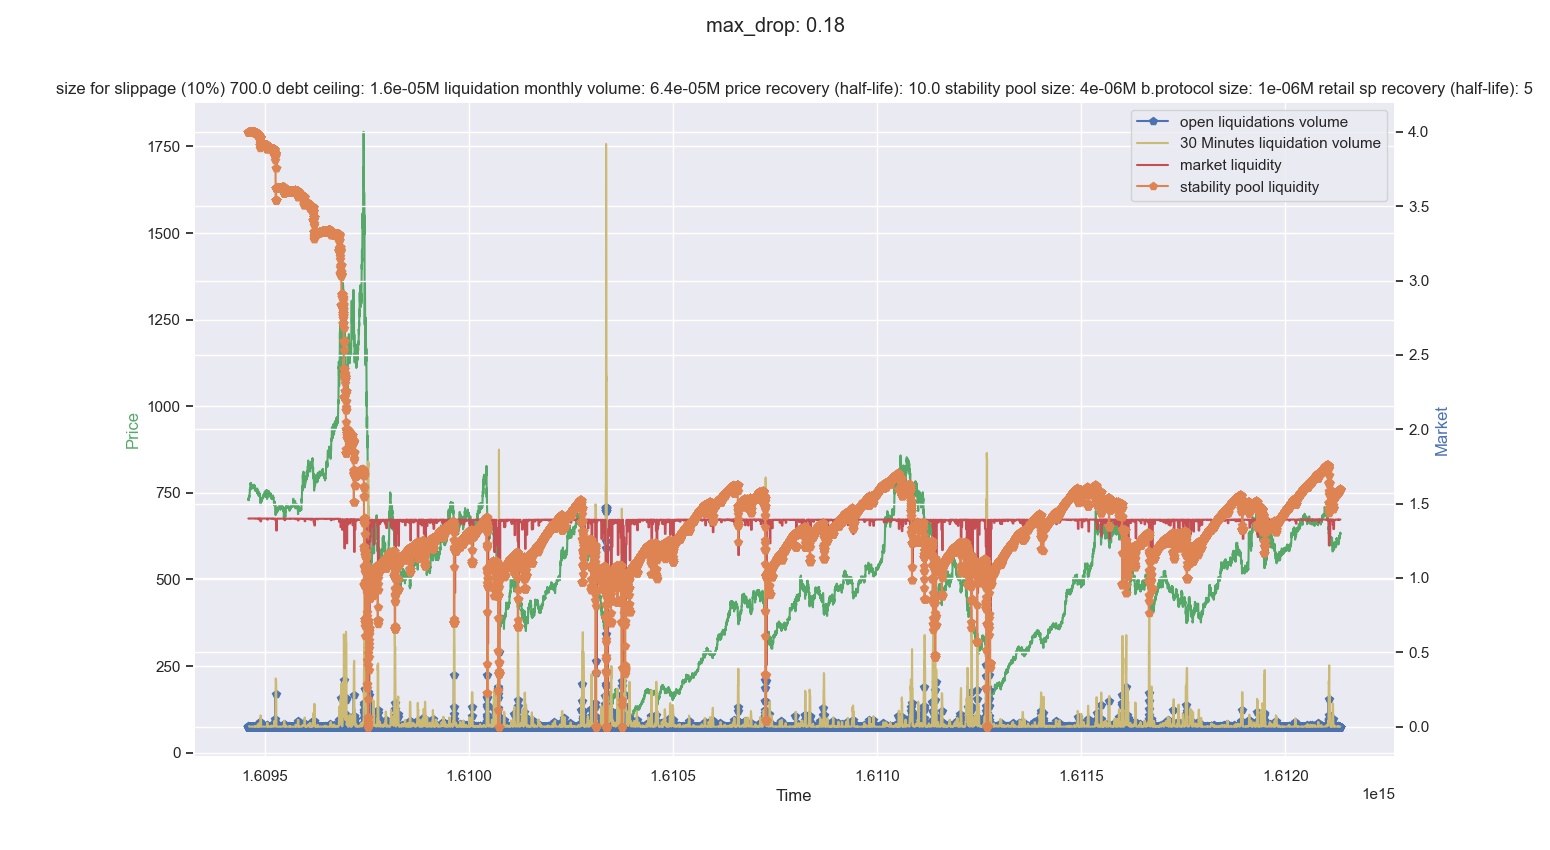 max_drop: 0.18
size for slippage (10%) 700.0 debt ceiling: 1.6e-05M liquidation monthly volume: 6.4e-05M price recovery (half-life): 10.0 stability pool size: 4e-06M b.protocol size: 1e-06M retail sp recovery (half-life): 5
open liquidations volume
30 Minutes liquidation volume
market liquidity
stability pool liquidity
Price
1750
1500
1250
1000
750
500
250
0
4.0
3.5
3.0
2.5
2.0
1.5
1.0
0.5
0.0
Market
1.6095 1.6100 1.6105 1.6110 1.6115 1.6120
Time
1e15